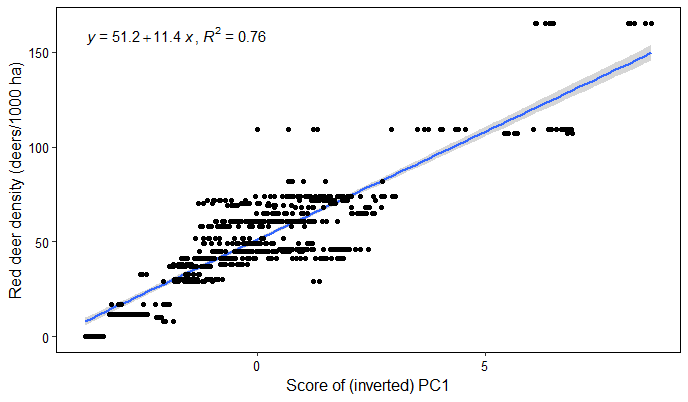 y = 51.2 + 11.4 x , R² = 0.76
Red deer density (deers/1000 ha)
150
100
50
0
0 5
Score of (inverted) PC1